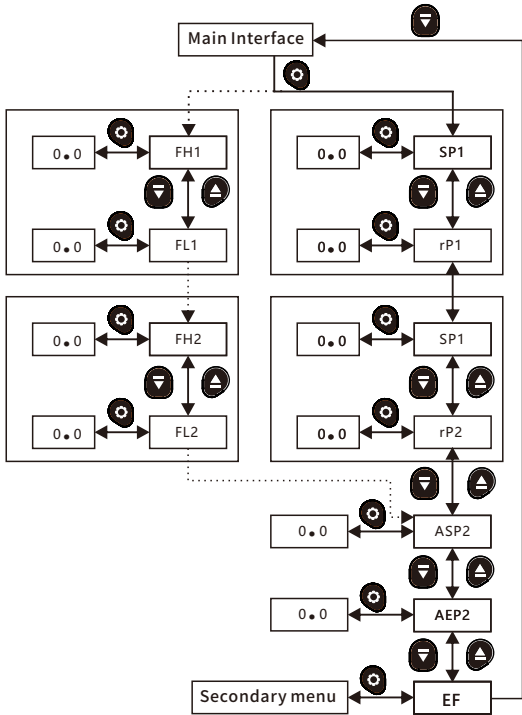 Main Interface
0.0 FH1
0.0 SP1
0.0 FL1
0.0 rP1
0.0 FH2
0.0 SP1
0.0 FL2
0.0 rP2
0.0 ASP2
0.0 AEP2
Secondary menu EF